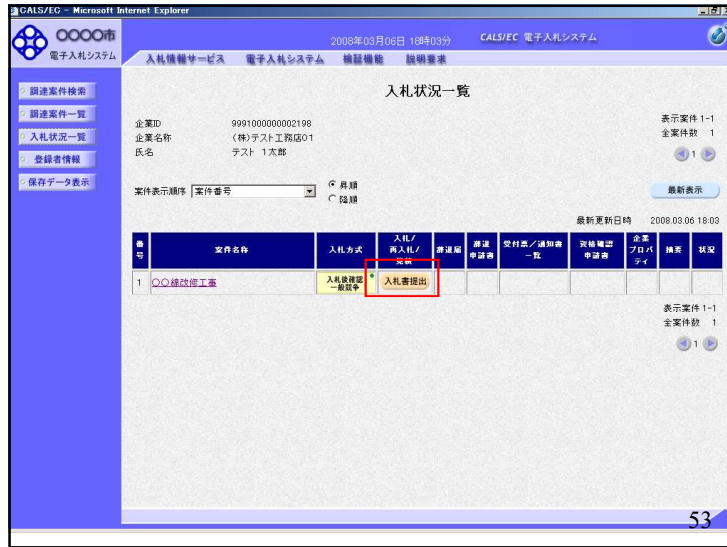 CALS/EC - Microsoft Internet Explorer
〇〇〇〇市
電子入札システム
2008年03月06日 18時03分
CALS/EC 電子入札システム
入札情報サービス 電子入札システム 検証機能 説明要求
調達案件検索
調達案件一覧
入札状況一覧
登録者情報
保存データ表示
入札状況一覧
企業ID 9991000000002198
企業名称 (株)テスト工務店01
氏名 テスト 1太郎
表示案件 1-1
全案件数 1
1
案件表示順序 案件番号
昇順
降順
最新表示
最新更新日時 2008.03.06 18:03
番号 案件名称 入札方式 入札/再入札/見積 辞退届 辞退申請書 受付票/通知書一覧 資格確認申請書 企業プロパティ 摘要 状況
1 〇〇線改修工事 入札後確認一般競争 入札書提出
表示案件 1-1
全案件数 1
1
53